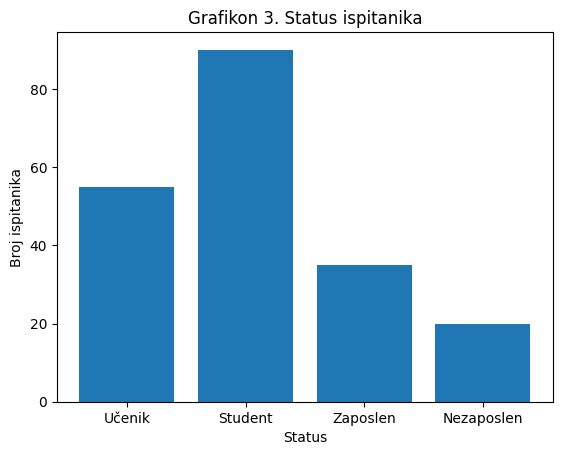 Grafikon 3. Status ispitanika
Broj ispitanika
80
60
40
20
0
Učenik Student Zaposlen Nezaposlen
Status